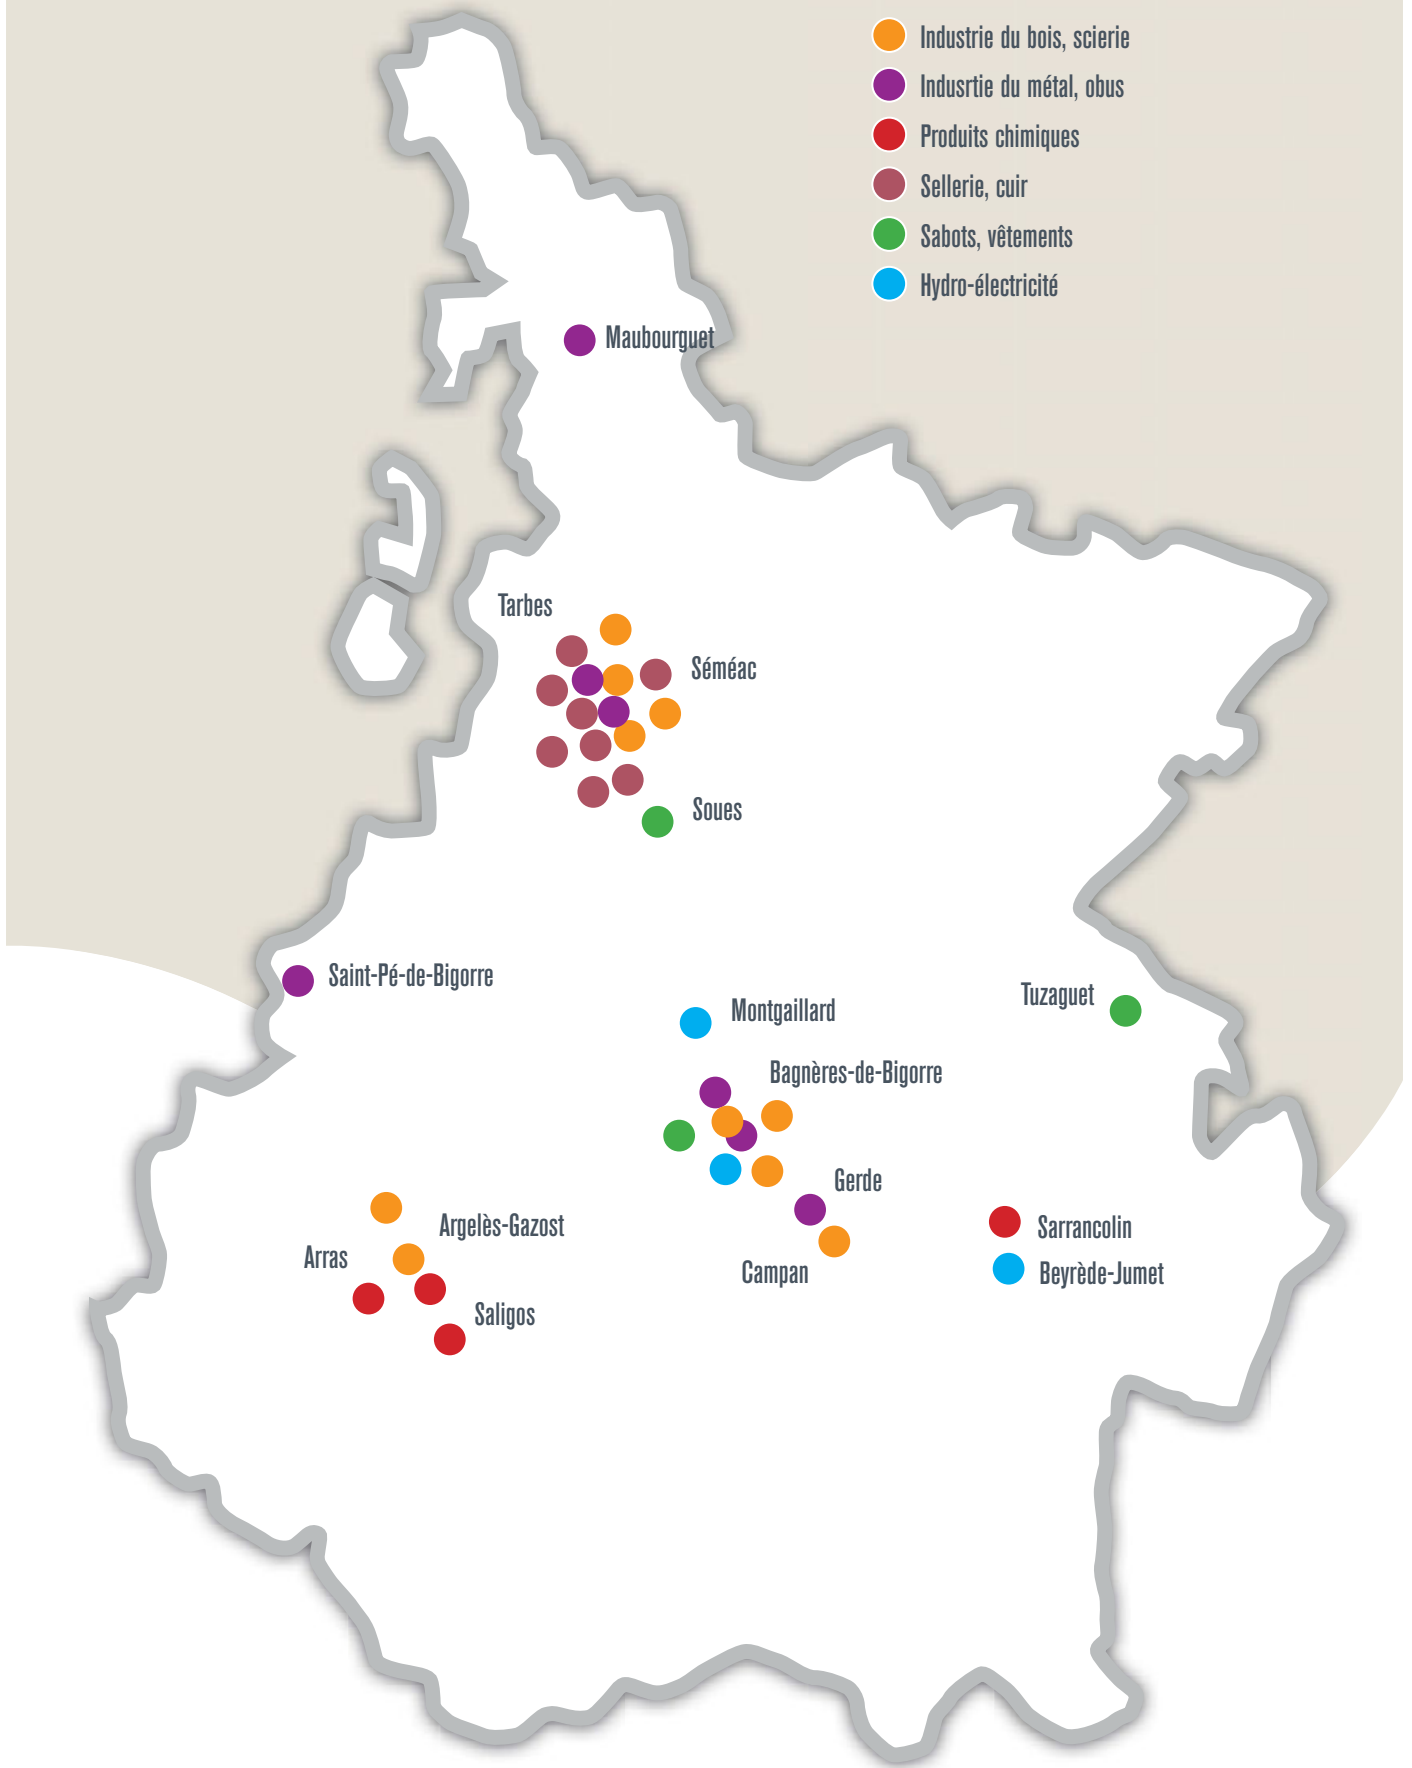 Industrie du bois, scierie
Indusrtie du métal, obus
Produits chimiques
Sellerie, cuir
Sabots, vêtements
Hydro-électricité
Maubourguet
Tarbes
Séméac
Soues
Saint-Pé-de-Bigorre
Tuzaguet
Montgaillard
Bagnères-de-Bigorre
Gerde
Argelès-Gazost
Sarrancolin
Arras
Campan
Beyrède-Jumet
Saligos